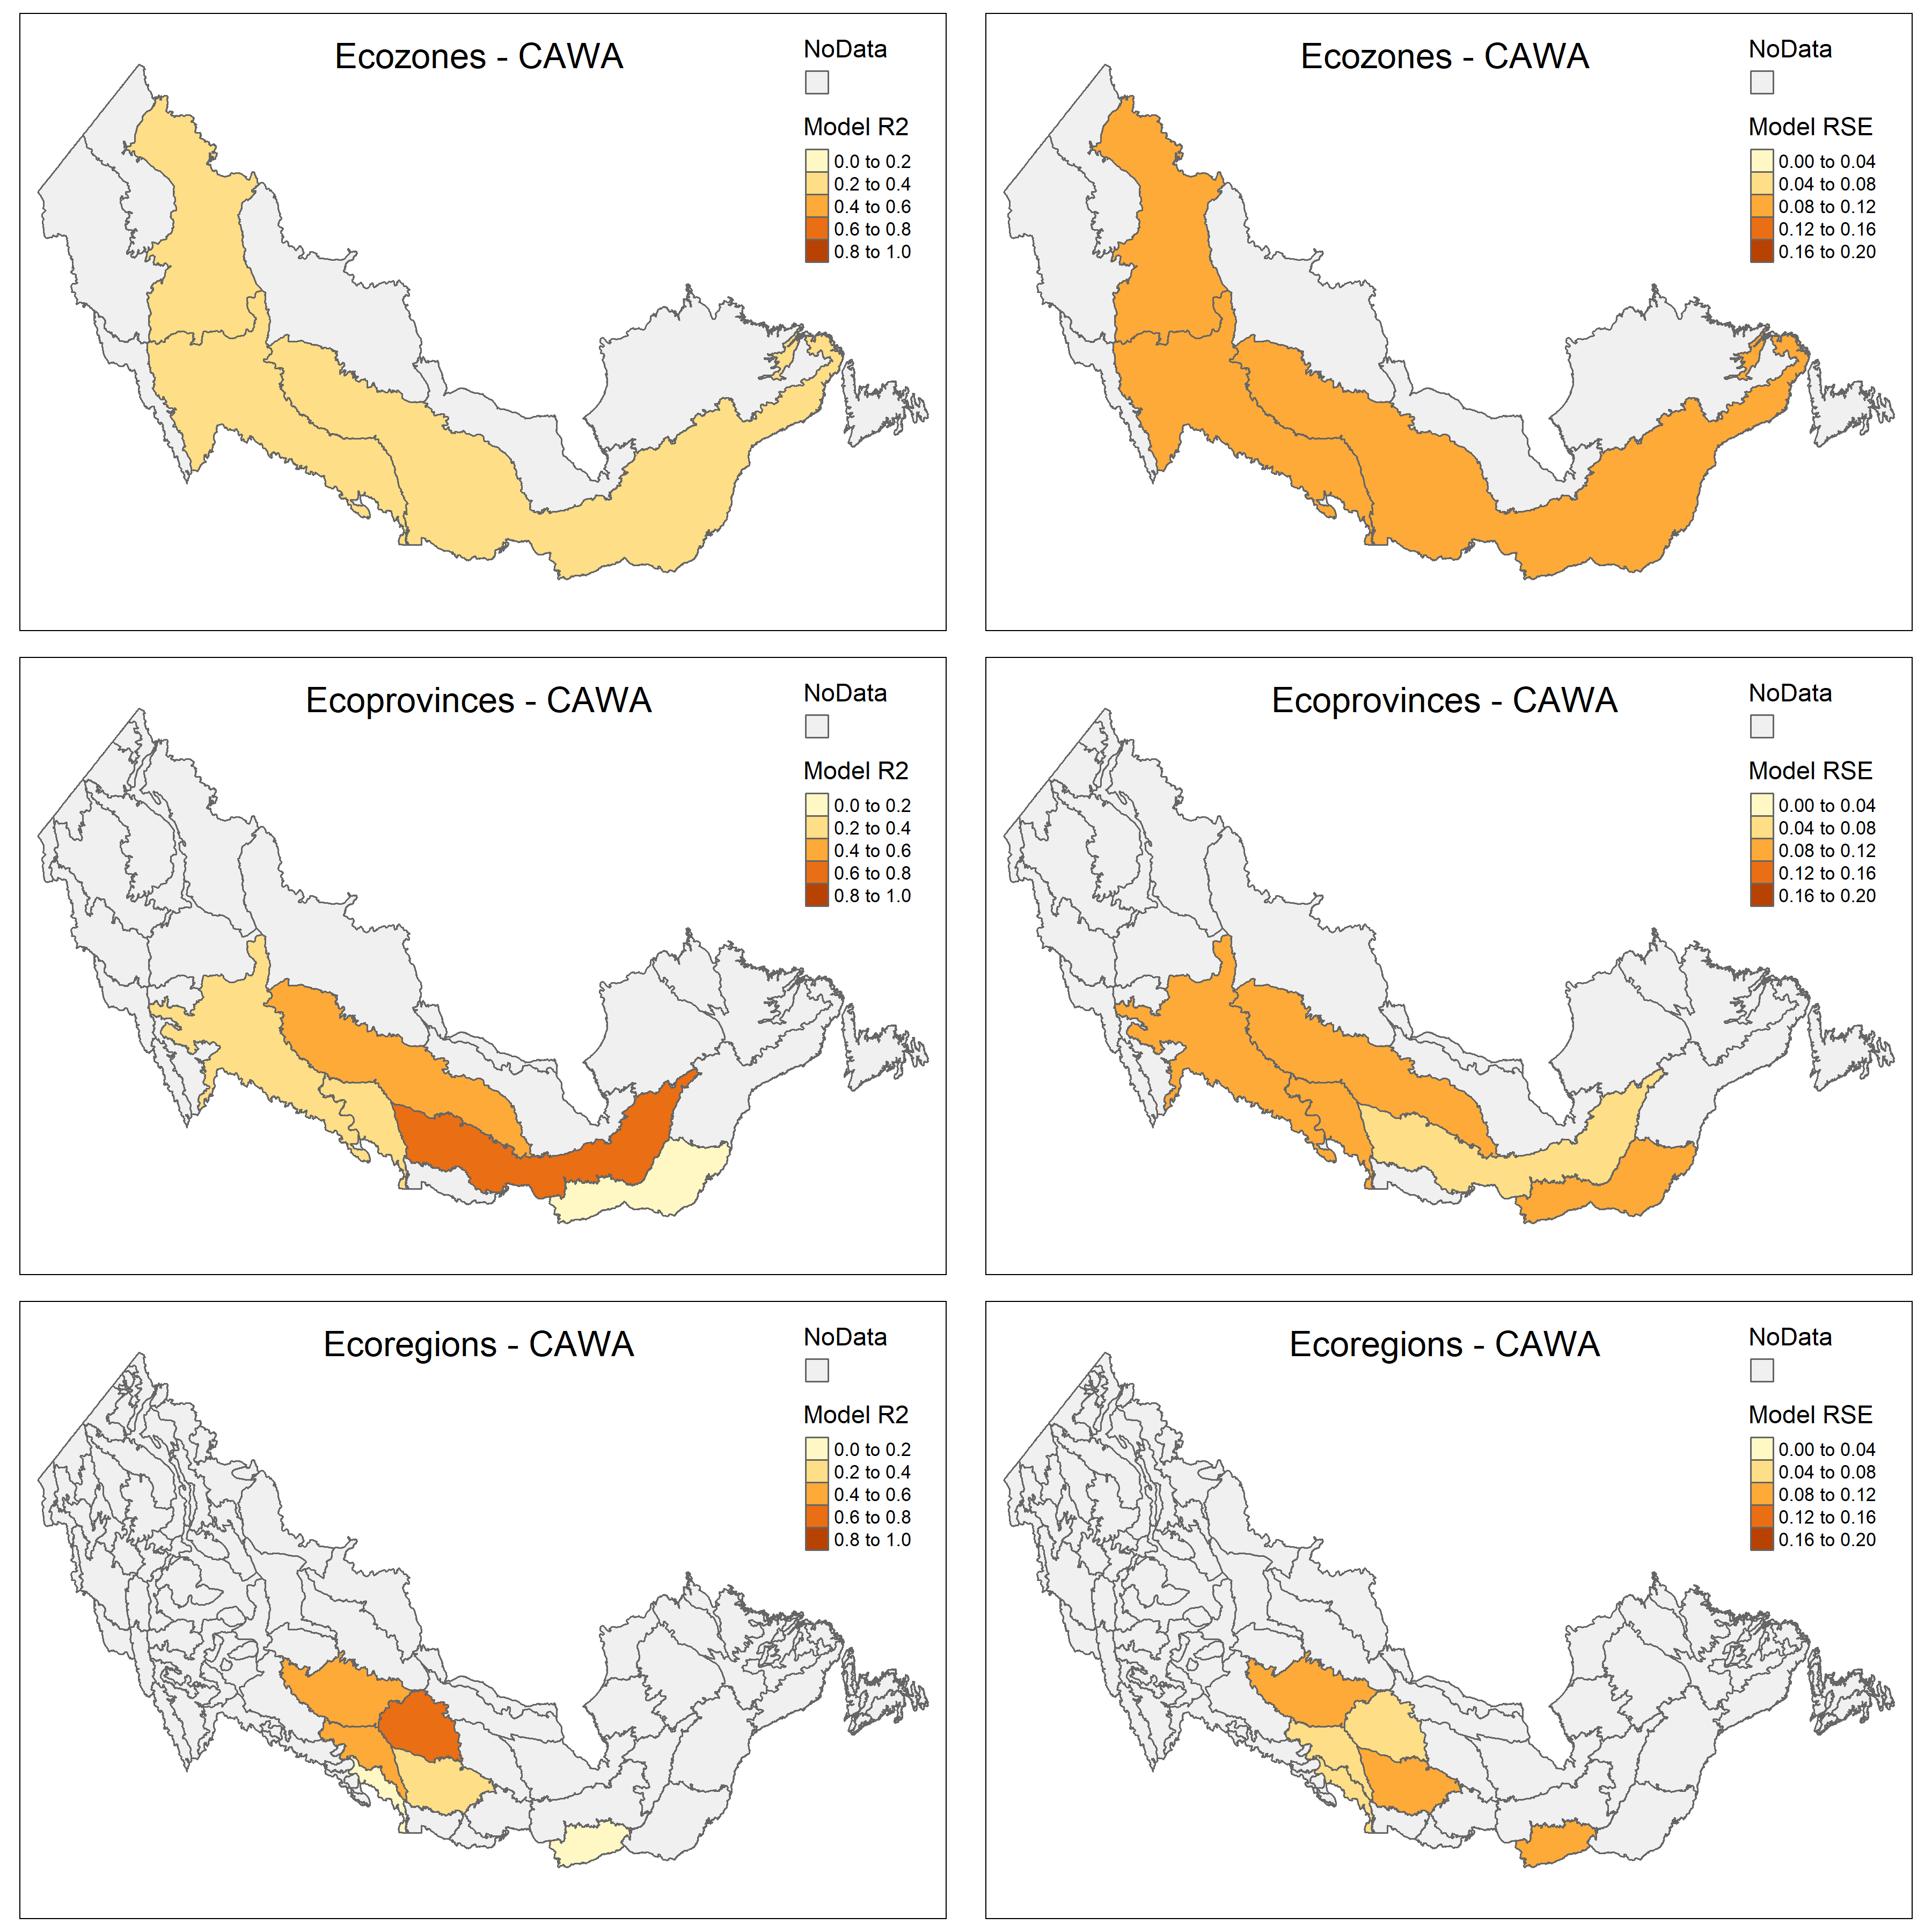 Ecozones - CAWA
NoData
Model R2
0.0 to 0.2
0.2 to 0.4
0.4 to 0.6
0.6 to 0.8
0.8 to 1.0
Ecozones - CAWA
NoData
Model RSE
0.00 to 0.04
0.04 to 0.08
0.08 to 0.12
0.12 to 0.16
0.16 to 0.20
Ecoprovinces - CAWA
NoData
Model R2
0.0 to 0.2
0.2 to 0.4
0.4 to 0.6
0.6 to 0.8
0.8 to 1.0
Ecoprovinces - CAWA
NoData
Model RSE
0.00 to 0.04
0.04 to 0.08
0.08 to 0.12
0.12 to 0.16
0.16 to 0.20
Ecoregions - CAWA
NoData
Model R2
0.0 to 0.2
0.2 to 0.4
0.4 to 0.6
0.6 to 0.8
0.8 to 1.0
Ecoregions - CAWA
NoData
Model RSE
0.00 to 0.04
0.04 to 0.08
0.08 to 0.12
0.12 to 0.16
0.16 to 0.20